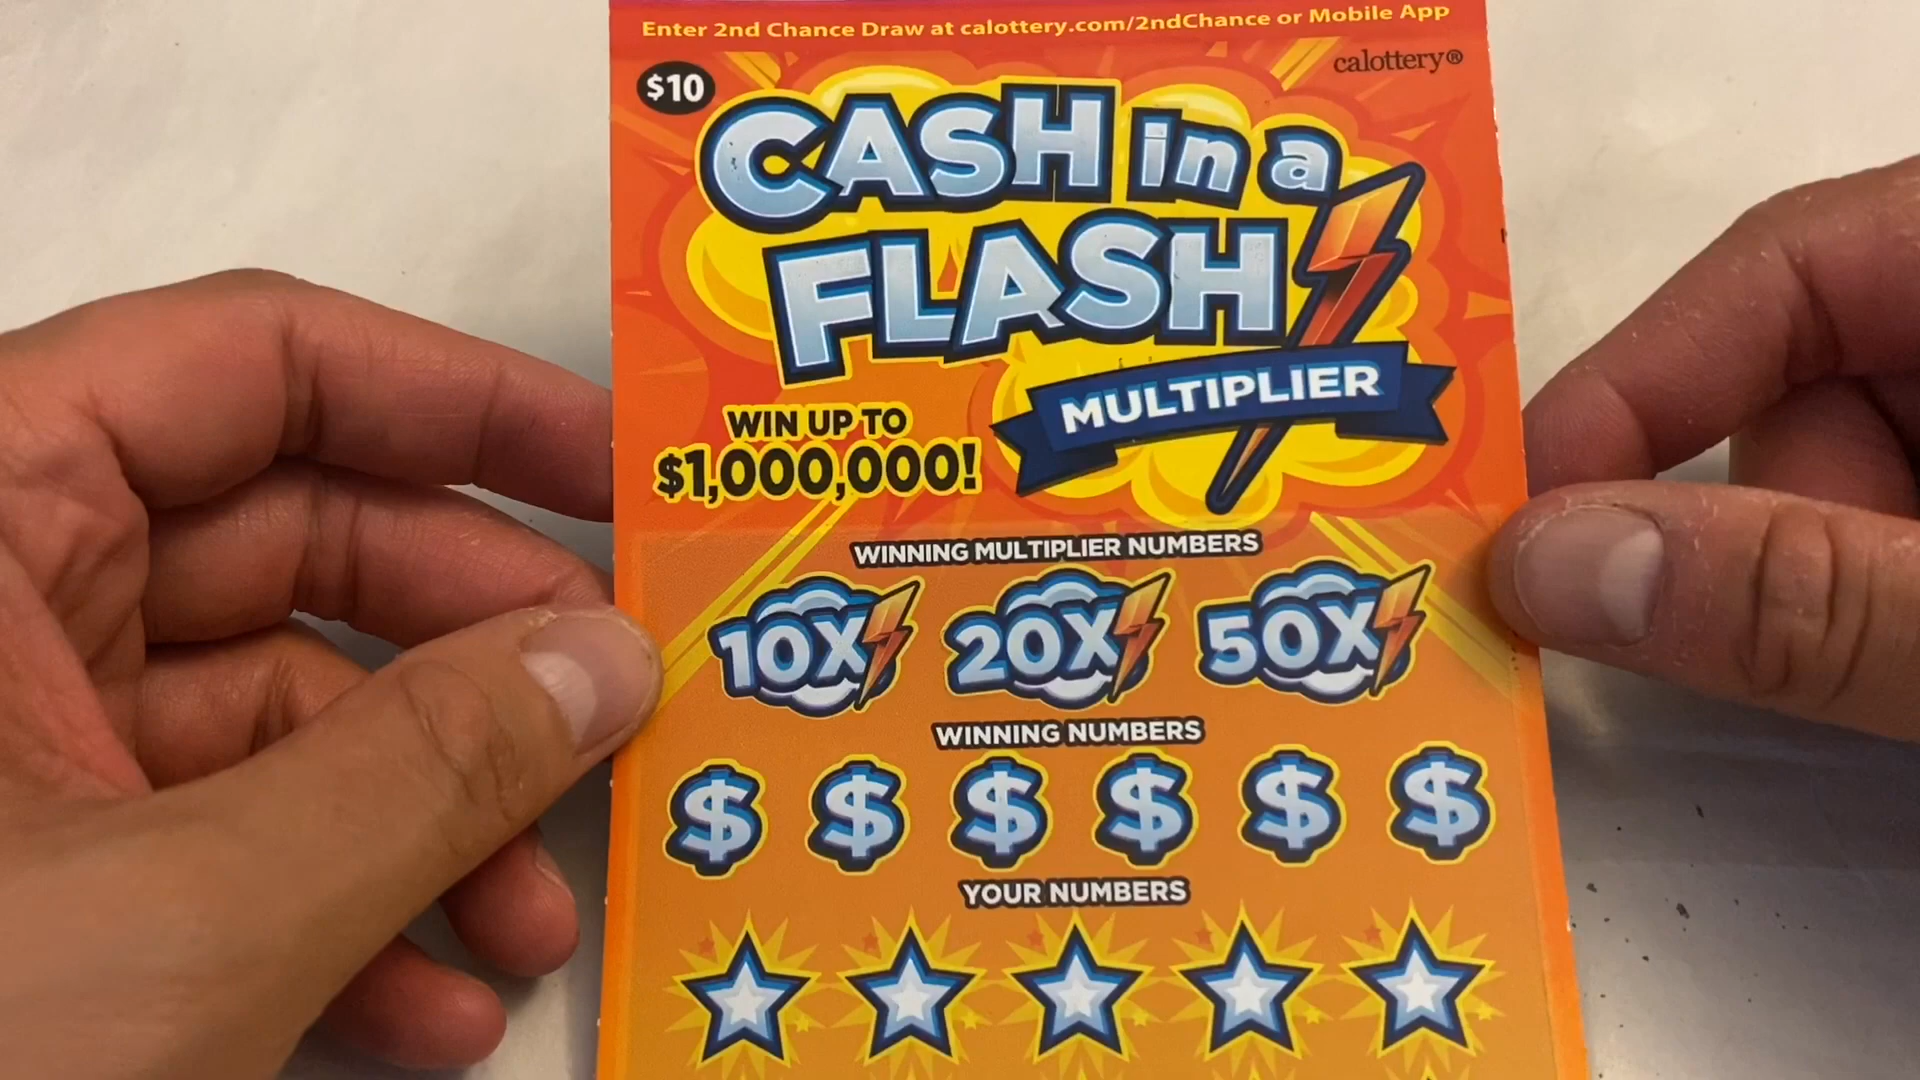 Enter 2nd Chance Draw at calottery.com/2ndChance or Mobile App
calottery®
$10
CASH in a
FLASH
MULTIPLIER
WIN UP TO
$1,000,000!
WINNING MULTIPLIER NUMBERS
10X 20X 50X
WINNING NUMBERS
$ $ $ $ $ $
YOUR NUMBERS